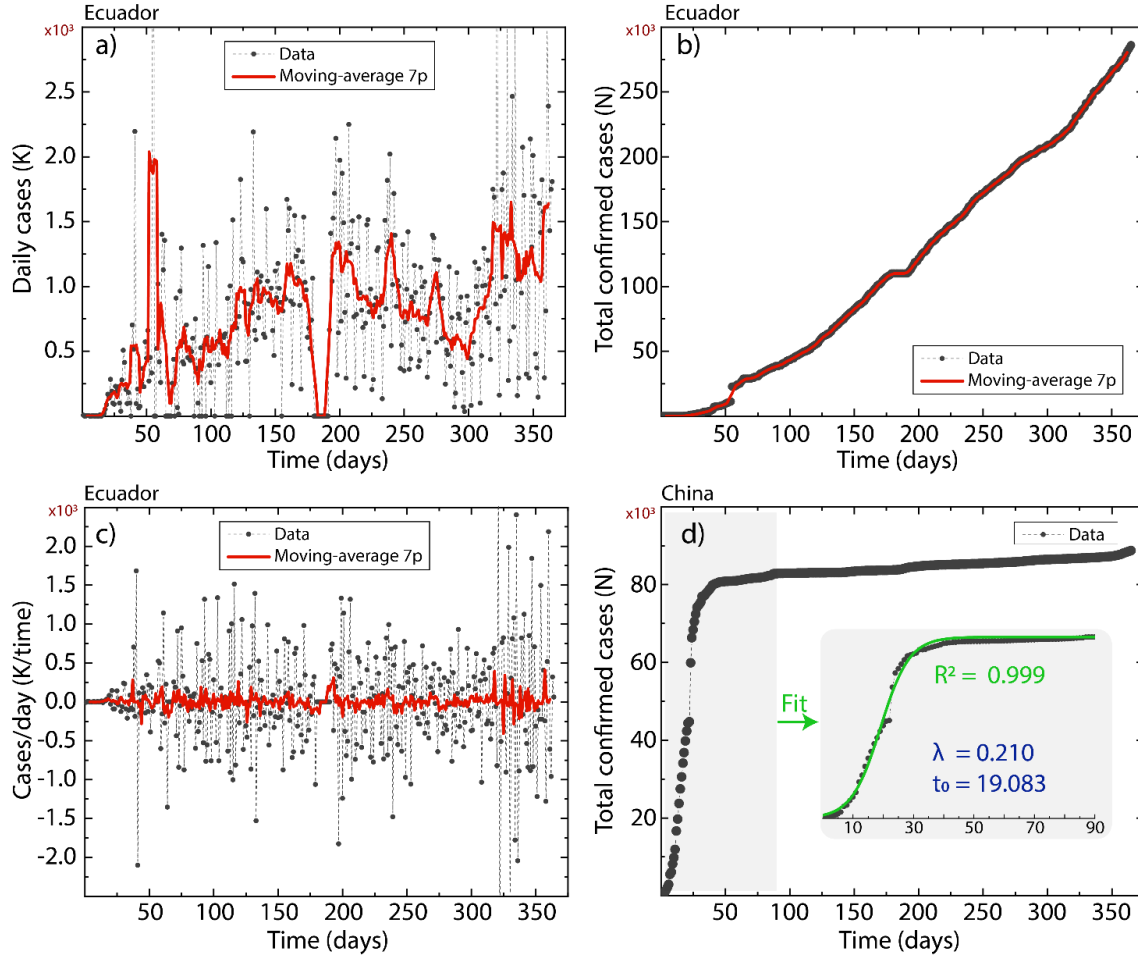 Ecuador
×10³
a)
Data
Moving-average 7p
Daily cases (K)
2.5
2.0
1.5
1.0
0.5
50 100 150 200 250 300 350
Time (days)
Ecuador
×10³
b)
Total confirmed cases (N)
250
200
150
100
50
Data
Moving-average 7p
50 100 150 200 250 300 350
Time (days)
Ecuador
×10³
c)
Data
Moving-average 7p
Cases/day (K/time)
2.0
1.5
1.0
0.5
0.0
-0.5
-1.0
-1.5
-2.0
50 100 150 200 250 300 350
Time (days)
China
×10³
d)
Data
Total confirmed cases (N)
80
60
40
20
Fit
R² = 0.999
λ = 0.210
t₀ = 19.083
10 30 50 70 90
50 100 150 200 250 300 350
Time (days)